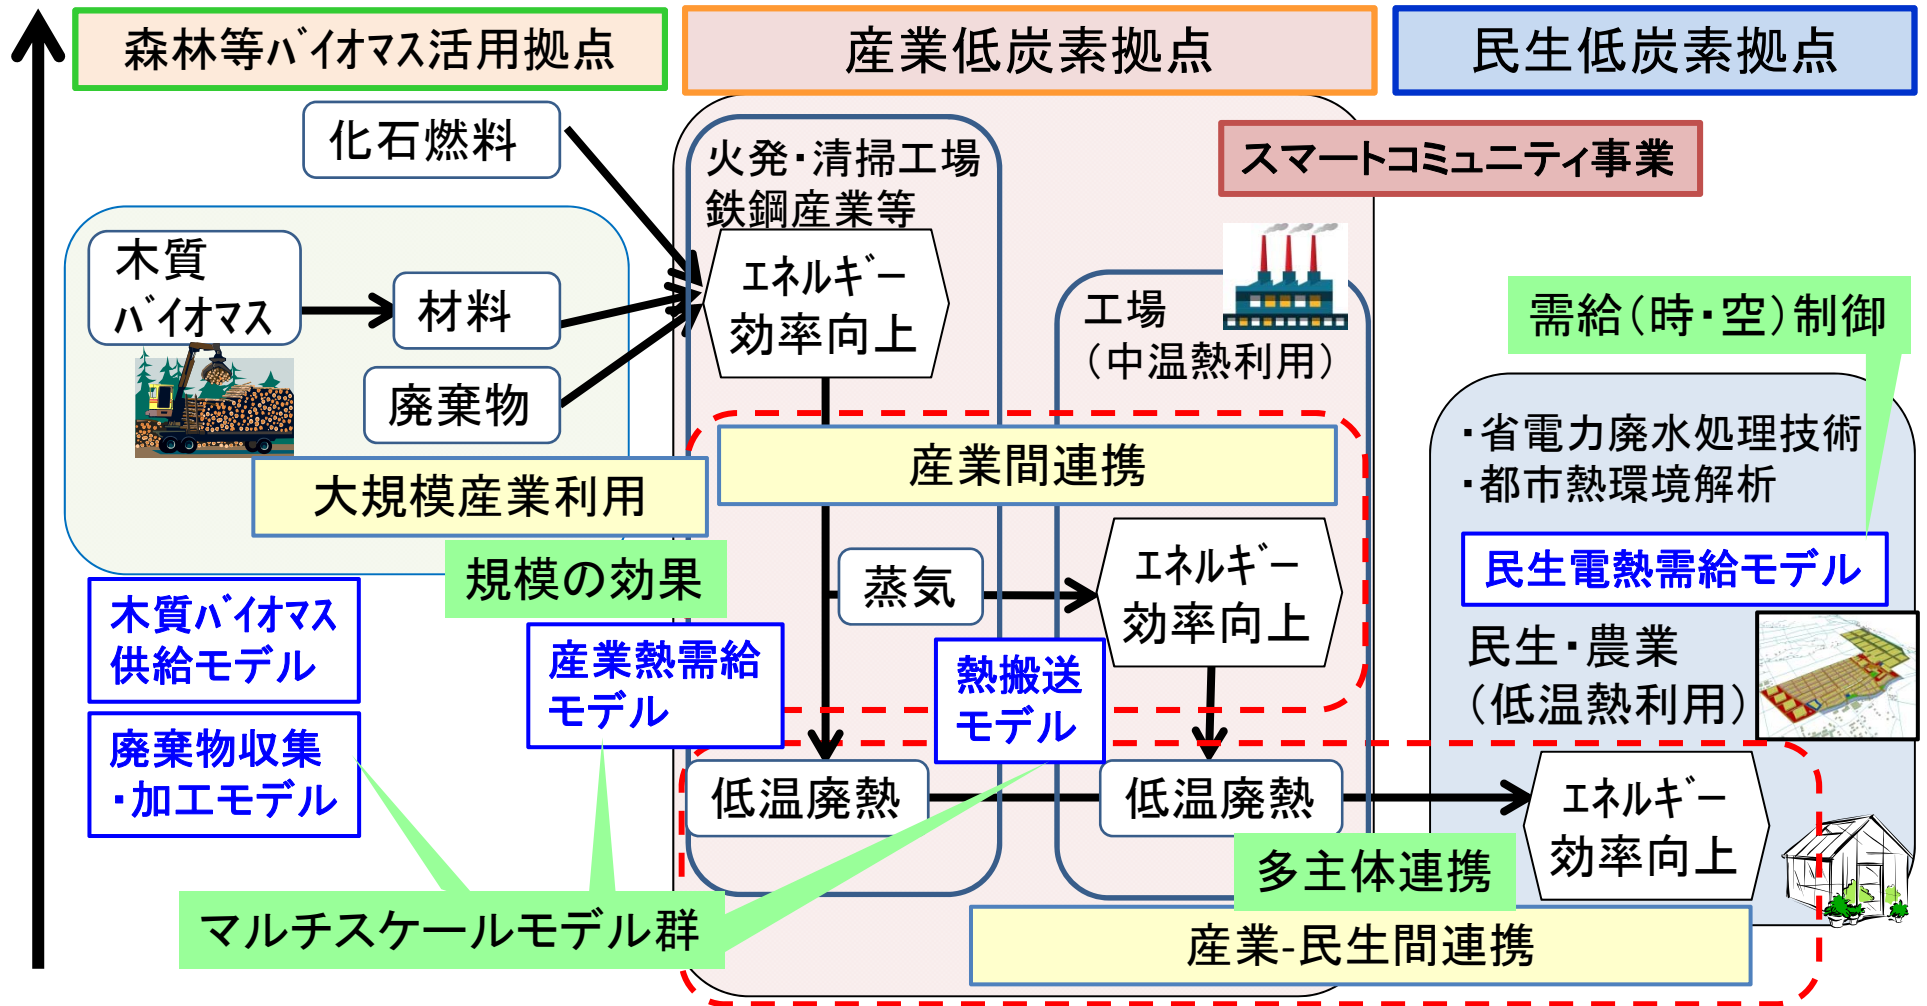 森林等バイオマス活用拠点
産業低炭素拠点
民生低炭素拠点
化石燃料
火発・清掃工場
鉄鋼産業等
スマートコミュニティ事業
木質
バイオマス
材料
廃棄物
エネルギー
効率向上
工場
（中温熱利用）
需給（時・空）制御
大規模産業利用
産業間連携
・省電力廃水処理技術
・都市熱環境解析
規模の効果
蒸気
エネルギー
効率向上
民生電熱需給モデル
木質バイオマス
供給モデル
産業熱需給
モデル
熱搬送
モデル
民生・農業
（低温熱利用）
廃棄物収集
・加工モデル
低温廃熱
低温廃熱
エネルギー
効率向上
多主体連携
マルチスケールモデル群
産業-民生間連携